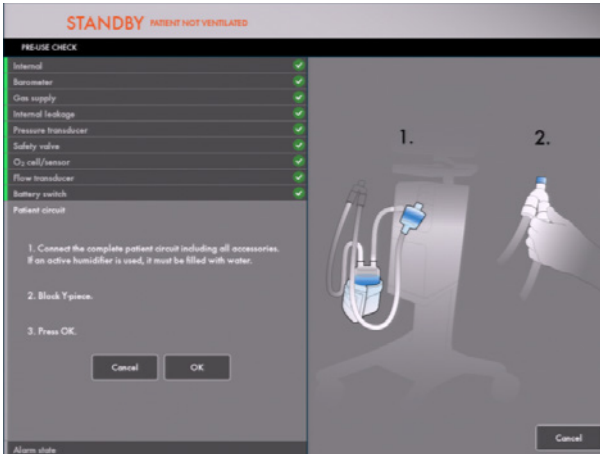 STANDBY PATIENT NOT VENTILATED
PRE-USE CHECK
Internal
Barometer
Gas supply
Internal leakage
Pressure transducer
Safety valve
O₂ cell/sensor
Flow transducer
Battery switch
Patient circuit
1. Connect the complete patient circuit including all accessories.
If an active humidifier is used, it must be filled with water.
2. Block Y-piece.
3. Press OK.
Cancel OK
Alarm state
1. 2.
Cancel